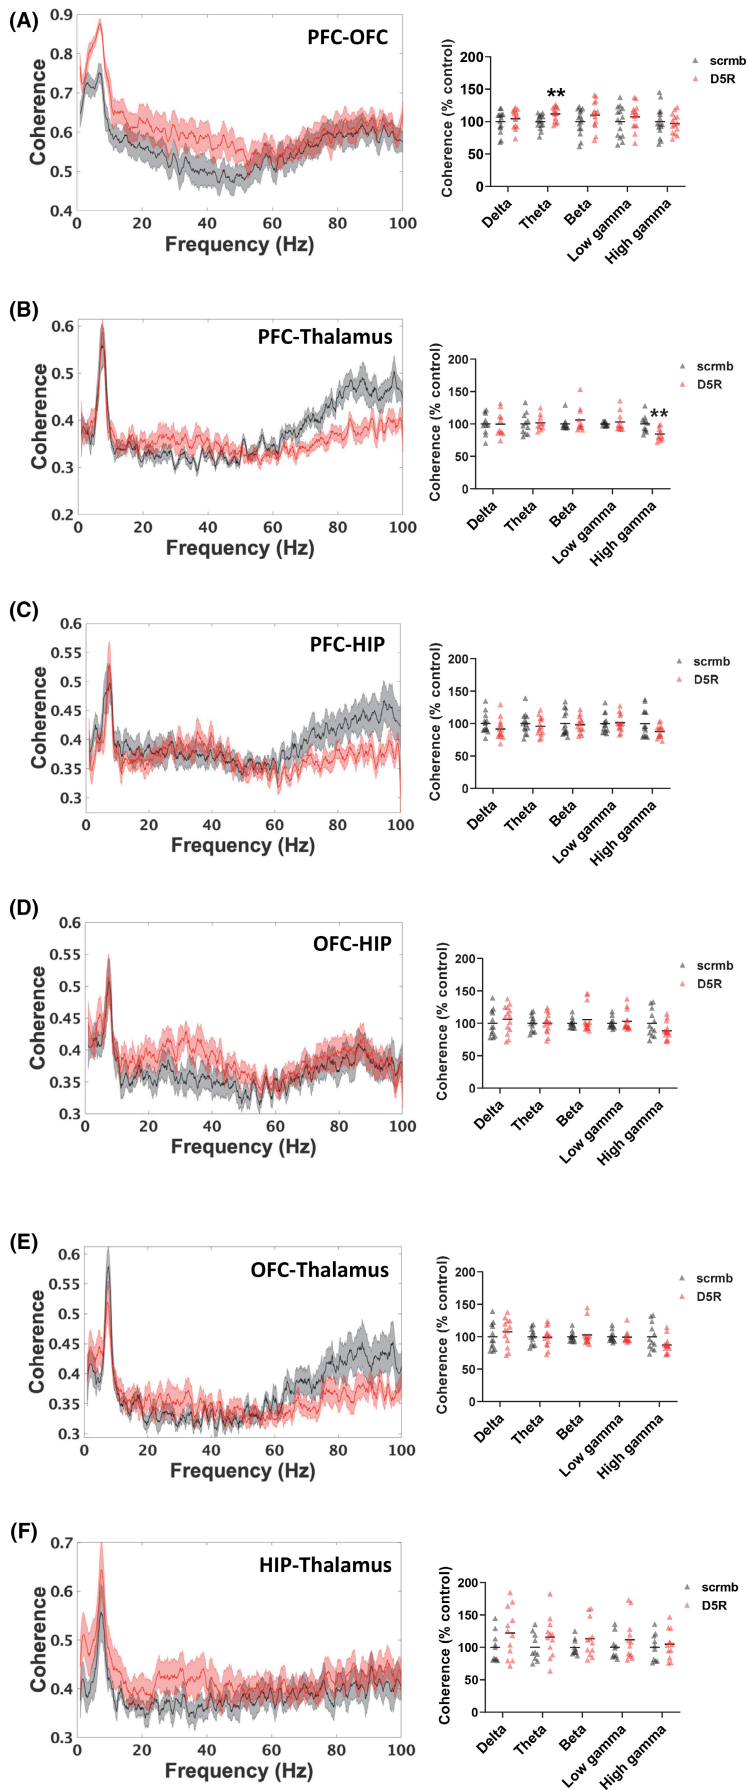 (A)
PFC-OFC
0.9
0.8
0.7
0.6
0.5
0.4
Coherence
0 20 40 60 80 100
Frequency (Hz)
Coherence (% control)
200
150
100
50
0
**
scrmb
D5R
Delta
Theta
Beta
Low gamma
High gamma
(B)
PFC-Thalamus
0.6
0.5
0.4
0.3
0.2
Coherence
0 20 40 60 80 100
Frequency (Hz)
Coherence (% control)
200
150
100
50
0
**
scrmb
D5R
Delta
Theta
Beta
Low gamma
High gamma
(C)
PFC-HIP
0.6
0.55
0.5
0.45
0.4
0.35
0.3
Coherence
0 20 40 60 80 100
Frequency (Hz)
Coherence (% control)
200
150
100
50
0
scrmb
D5R
Delta
Theta
Beta
Low gamma
High gamma
(D)
OFC-HIP
0.6
0.55
0.5
0.45
0.4
0.35
0.3
Coherence
0 20 40 60 80 100
Frequency (Hz)
Coherence (% control)
200
150
100
50
0
scrmb
D5R
Delta
Theta
Beta
Low gamma
High gamma
(E)
OFC-Thalamus
0.6
0.55
0.5
0.45
0.4
0.35
0.3
Coherence
0 20 40 60 80 100
Frequency (Hz)
Coherence (% control)
200
150
100
50
0
scrmb
D5R
Delta
Theta
Beta
Low gamma
High gamma
(F)
HIP-Thalamus
0.7
0.6
0.5
0.4
0.3
Coherence
0 20 40 60 80 100
Frequency (Hz)
Coherence (% control)
200
150
100
50
0
scrmb
D5R
Delta
Theta
Beta
Low gamma
High gamma